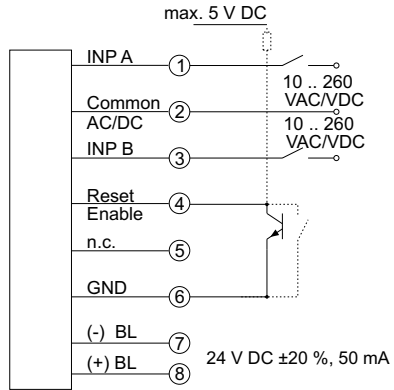 max. 5 V DC
INP A
1
10 .. 260
VAC/VDC
Common
AC/DC
2
10 .. 260
VAC/VDC
INP B
3
Reset
Enable
4
n.c.
5
GND
6
(-) BL
7
(+) BL
8
24 V DC ±20 %, 50 mA